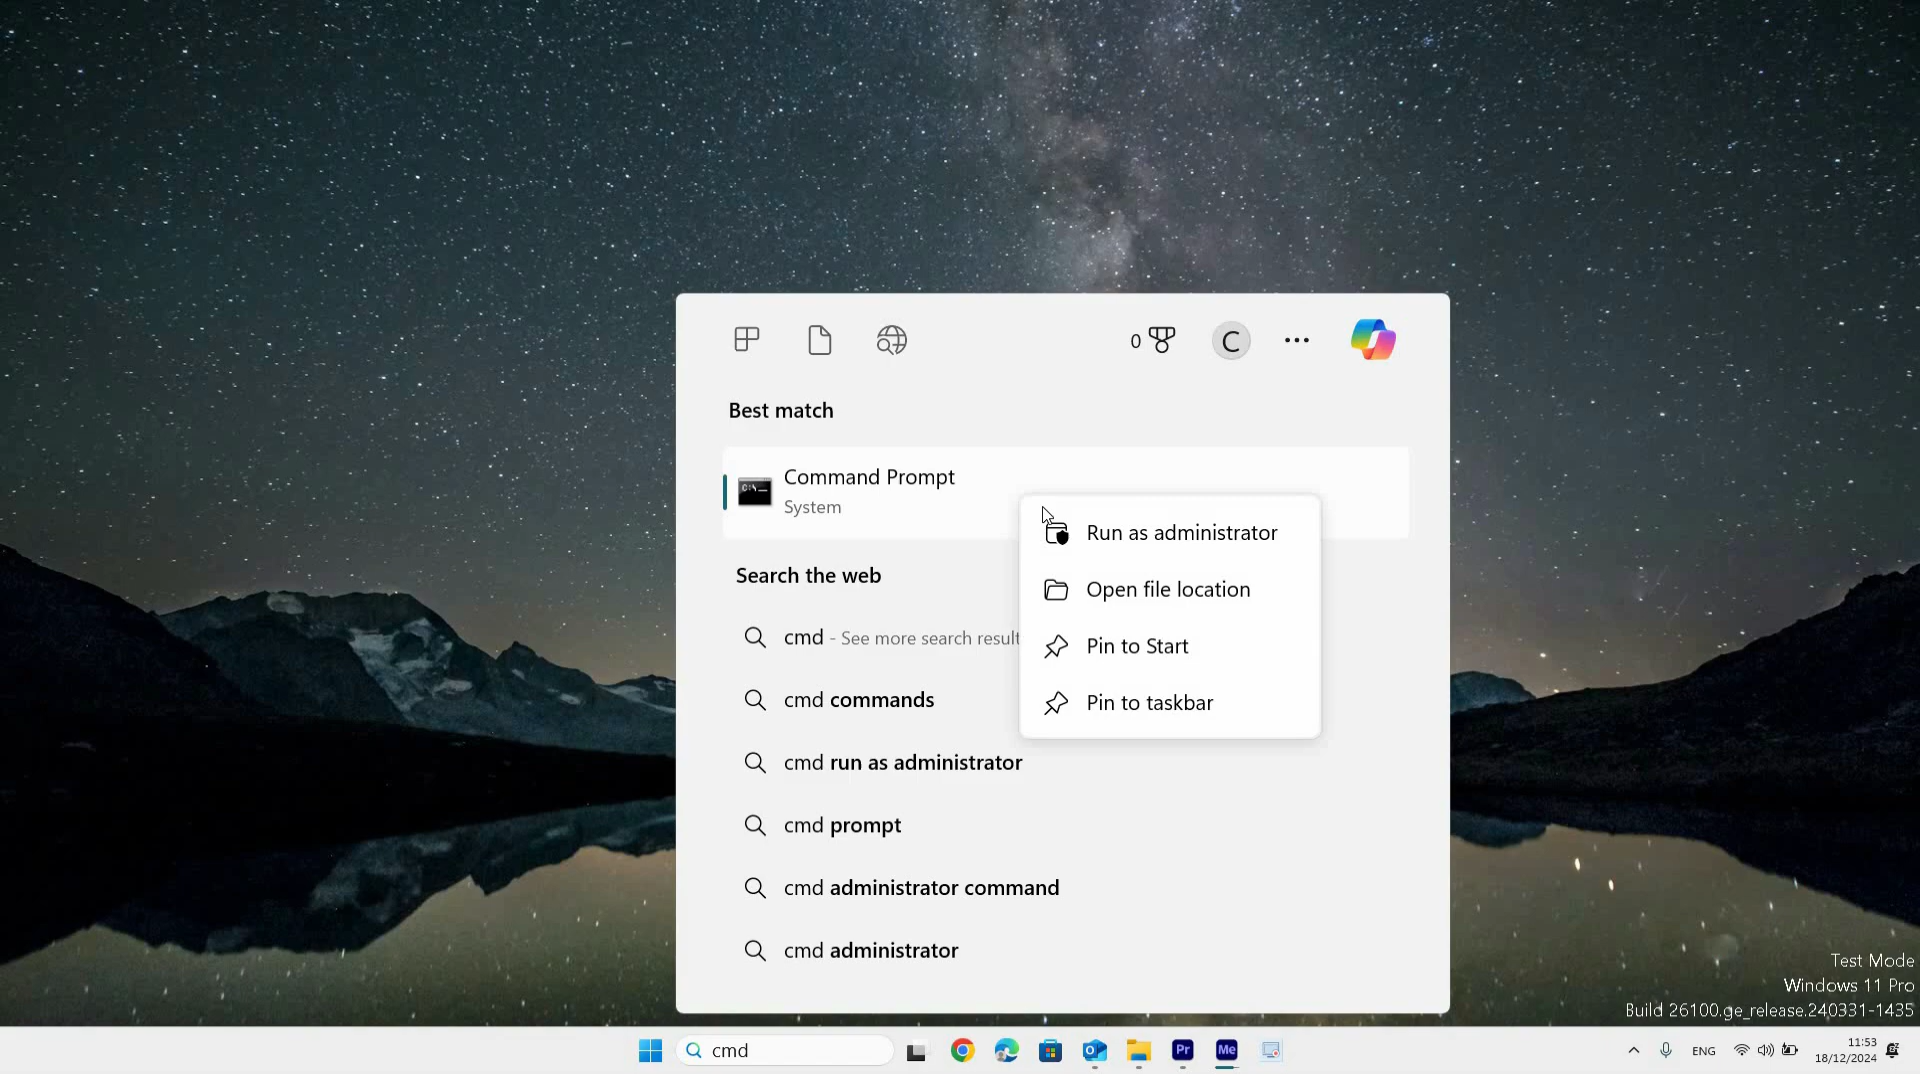 0
C
Best match
Command Prompt
System
Run as administrator
Open file location
Pin to Start
Pin to taskbar
Search the web
cmd - See more search result
cmd commands
cmd run as administrator
cmd prompt
cmd administrator command
cmd administrator
Test Mode
Windows 11 Pro
Build 26100.ge_release.240331-1435
cmd
Pr
Me
ENG
11:53
18/12/2024